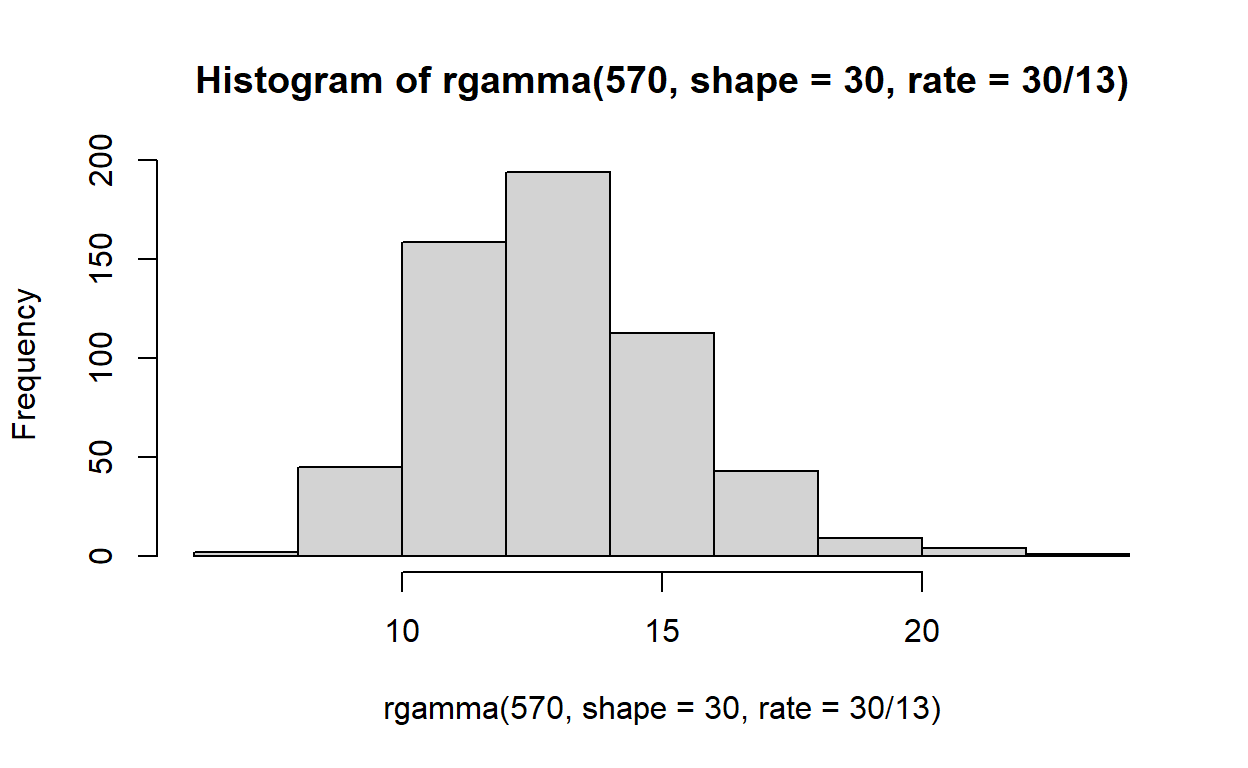 Histogram of rgamma(570, shape = 30, rate = 30/13)
Frequency
200
150
100
50
0
10 15 20
rgamma(570, shape = 30, rate = 30/13)